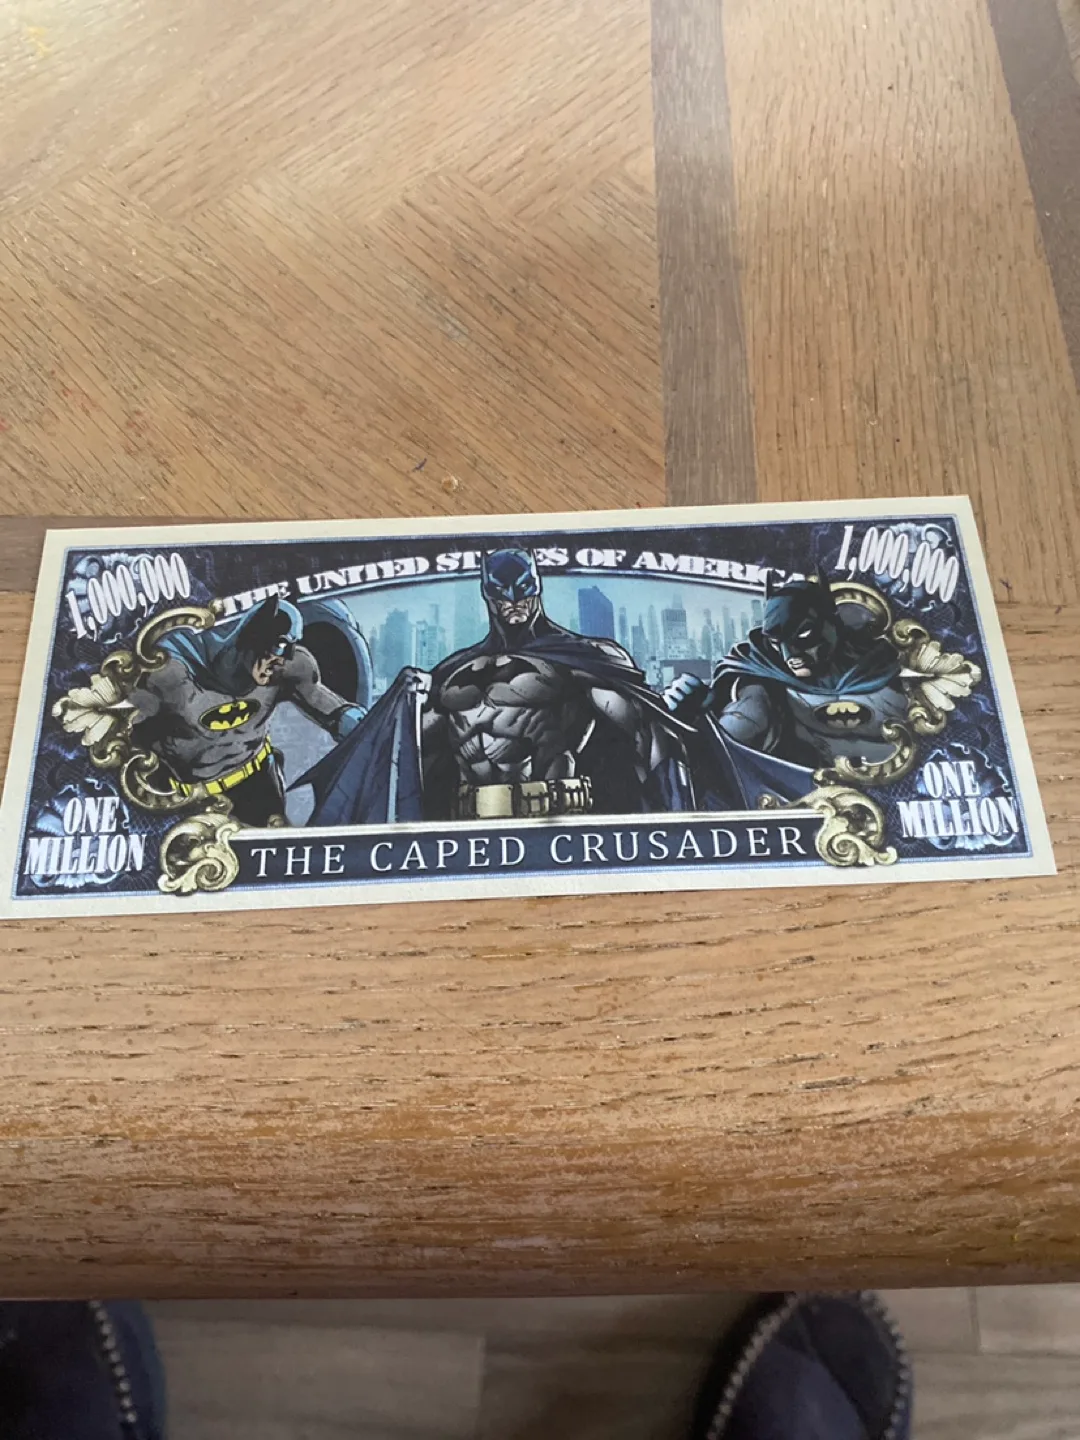 1,000,000
THE UNITED STATES OF AMERICA
1,000,000
ONE
MILLION
THE CAPED CRUSADER
ONE
MILLION